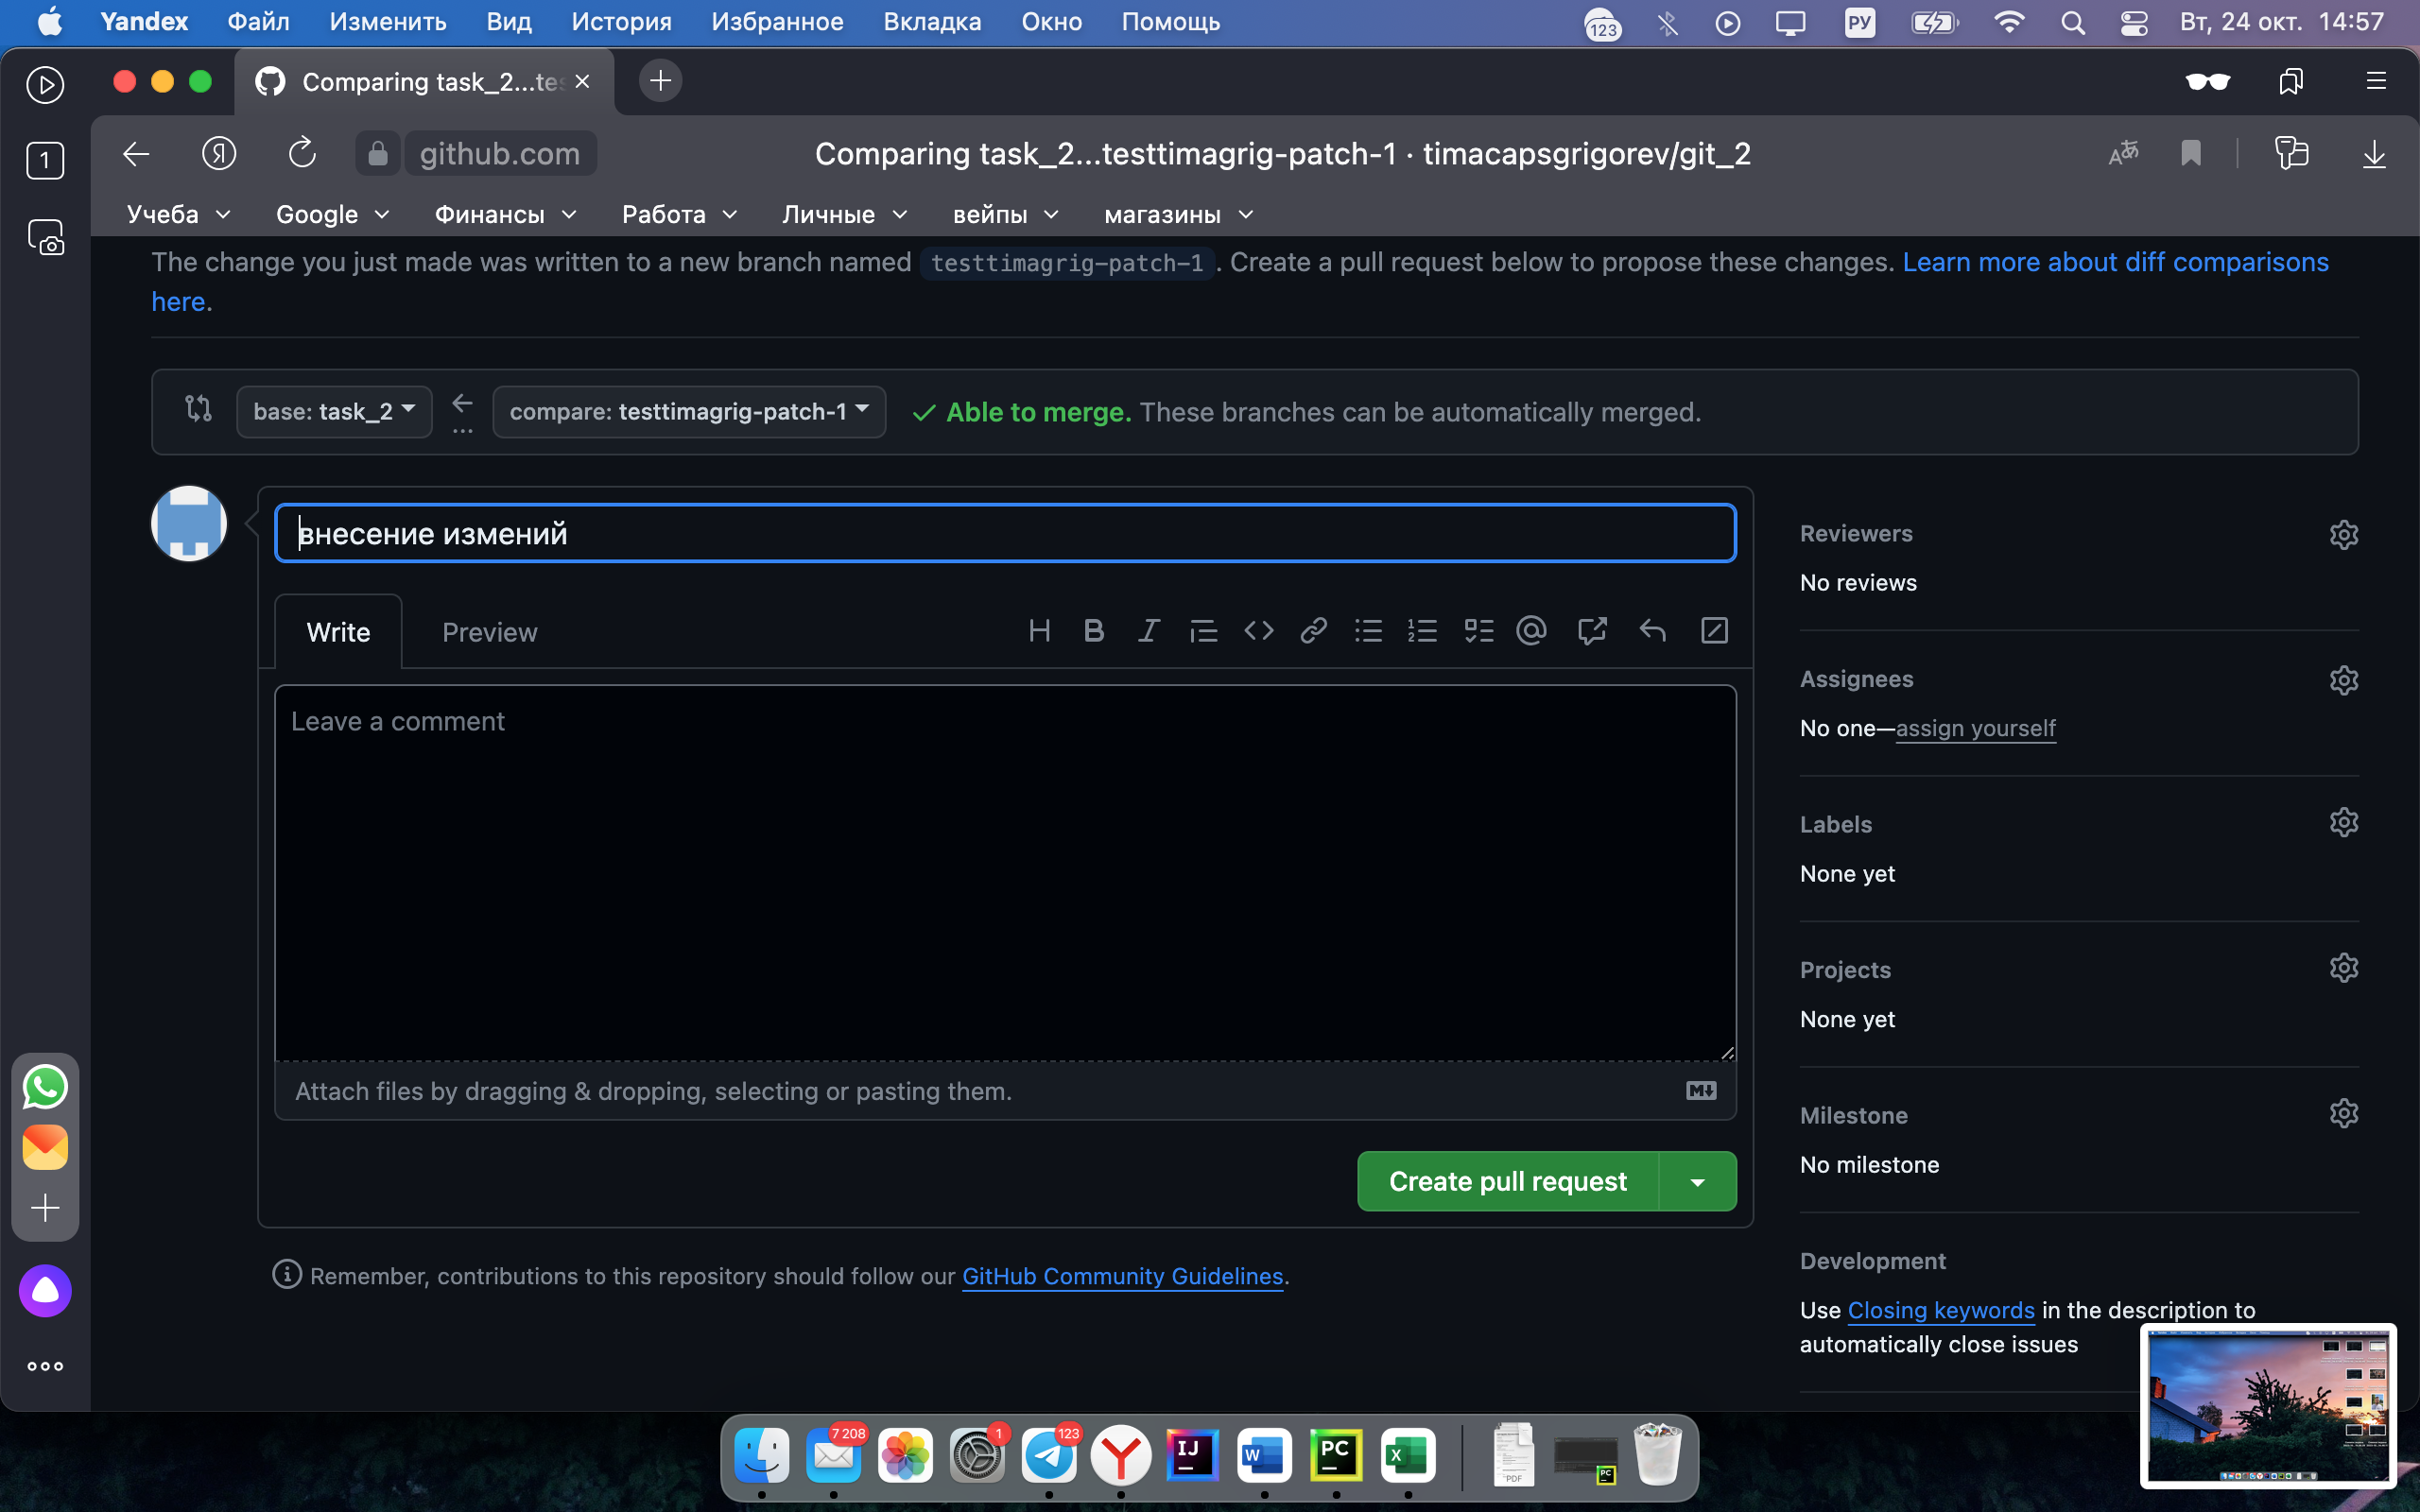 Yandex Файл Изменить Вид История Избранное Вкладка Окно Помощь 123 РУ Вт, 24 окт. 14:57
Comparing task_2...tes
1
Я github.com Comparing task_2...testtimagrig-patch-1 · timacapsgrigorev/git_2
Учеба Google Финансы Работа Личные вейпы магазины
The change you just made was written to a new branch named testtimagrig-patch-1 . Create a pull request below to propose these changes. Learn more about diff comparisons
here.
base: task_2 compare: testtimagrig-patch-1 Able to merge. These branches can be automatically merged.
внесение измений
Write Preview
Leave a comment
Attach files by dragging & dropping, selecting or pasting them.
Create pull request
Remember, contributions to this repository should follow our GitHub Community Guidelines.
Reviewers
No reviews
Assignees
No one—assign yourself
Labels
None yet
Projects
None yet
Milestone
No milestone
Development
Use Closing keywords in the description to
automatically close issues
7 208 1 123 IJ W PC X PDF PC